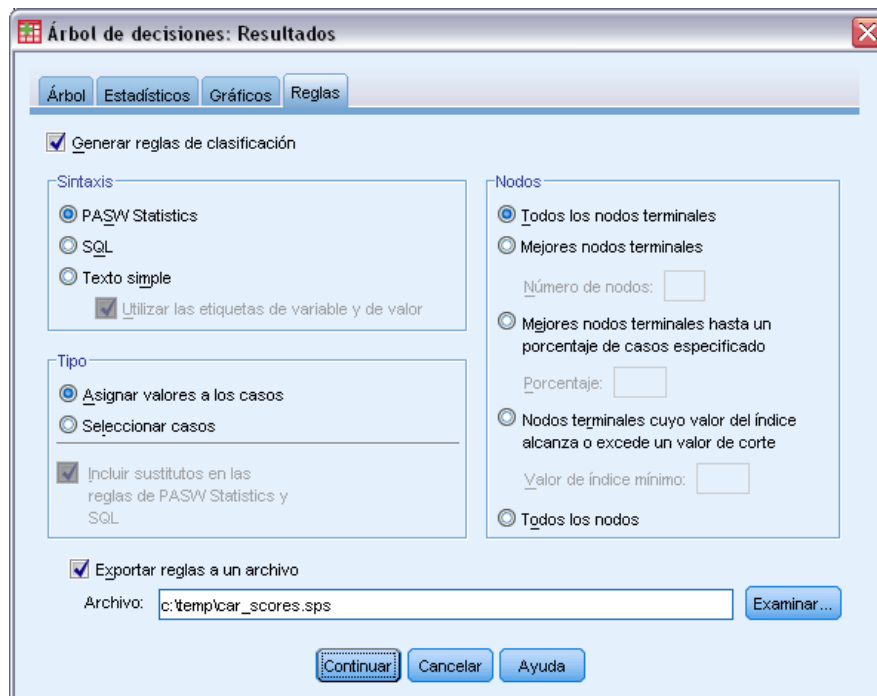 Árbol de decisiones: Resultados
Árbol
Estadísticos
Gráficos
Reglas
Generar reglas de clasificación
Sintaxis
PASW Statistics
SQL
Texto simple
Utilizar las etiquetas de variable y de valor
Tipo
Asignar valores a los casos
Seleccionar casos
Incluir sustitutos en las
reglas de PASW Statistics y
SQL
Nodos
Todos los nodos terminales
Mejores nodos terminales
Número de nodos:
Mejores nodos terminales hasta un
porcentaje de casos especificado
Porcentaje:
Nodos terminales cuyo valor del índice
alcanza o excede un valor de corte
Valor de índice mínimo:
Todos los nodos
Exportar reglas a un archivo
Archivo: c:\temp\car_scores.sps
Examinar...
Continuar
Cancelar
Ayuda